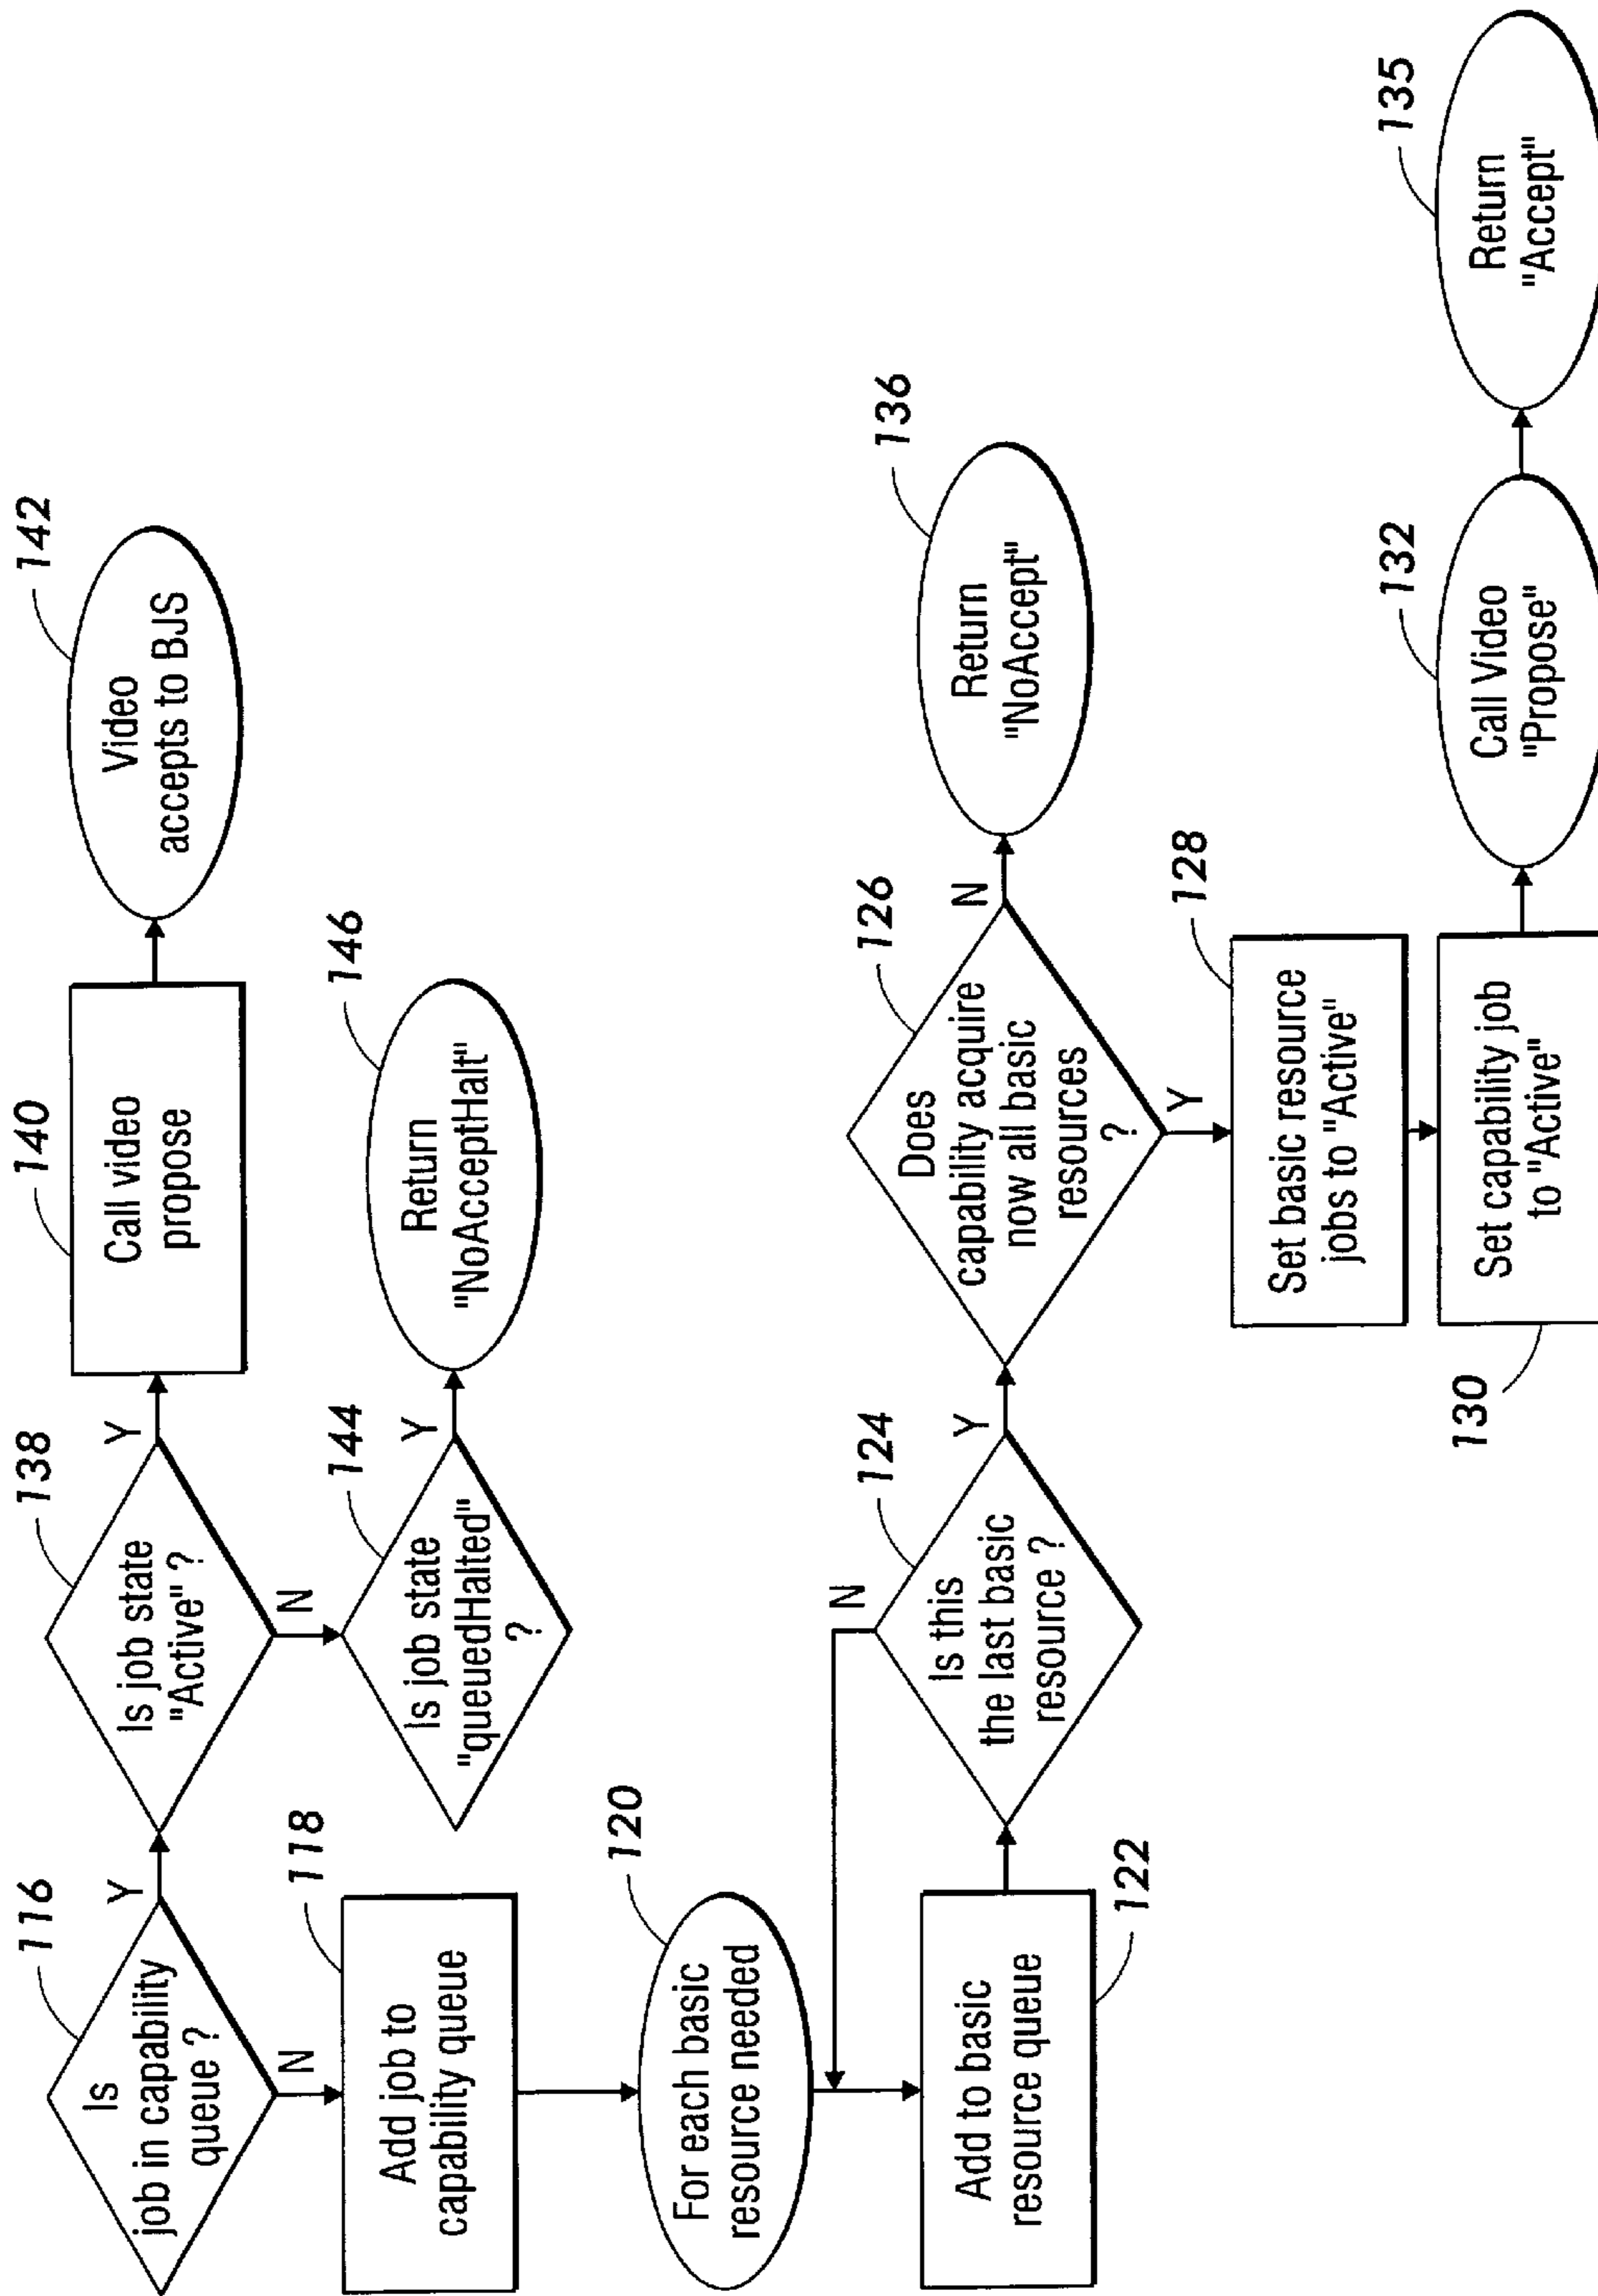 116
Is
job in capability
queue ?
Y
N
138
Is job state
"Active" ?
Y
N
140
Call video
propose
142
Video
accepts to BJS
144
Is job state
"queuedHalted"
?
Y
146
Return
"NoAcceptHalt"
118
Add job to
capability queue
120
For each basic
resource needed
122
Add to basic
resource queue
124
Is this
the last basic
resource ?
N
Y
126
Does
capability acquire
now all basic
resources
?
N
Y
136
Return
"NoAccept"
128
Set basic resource
jobs to "Active"
130
Set capability job
to "Active"
132
Call Video
"Propose"
135
Return
"Accept"